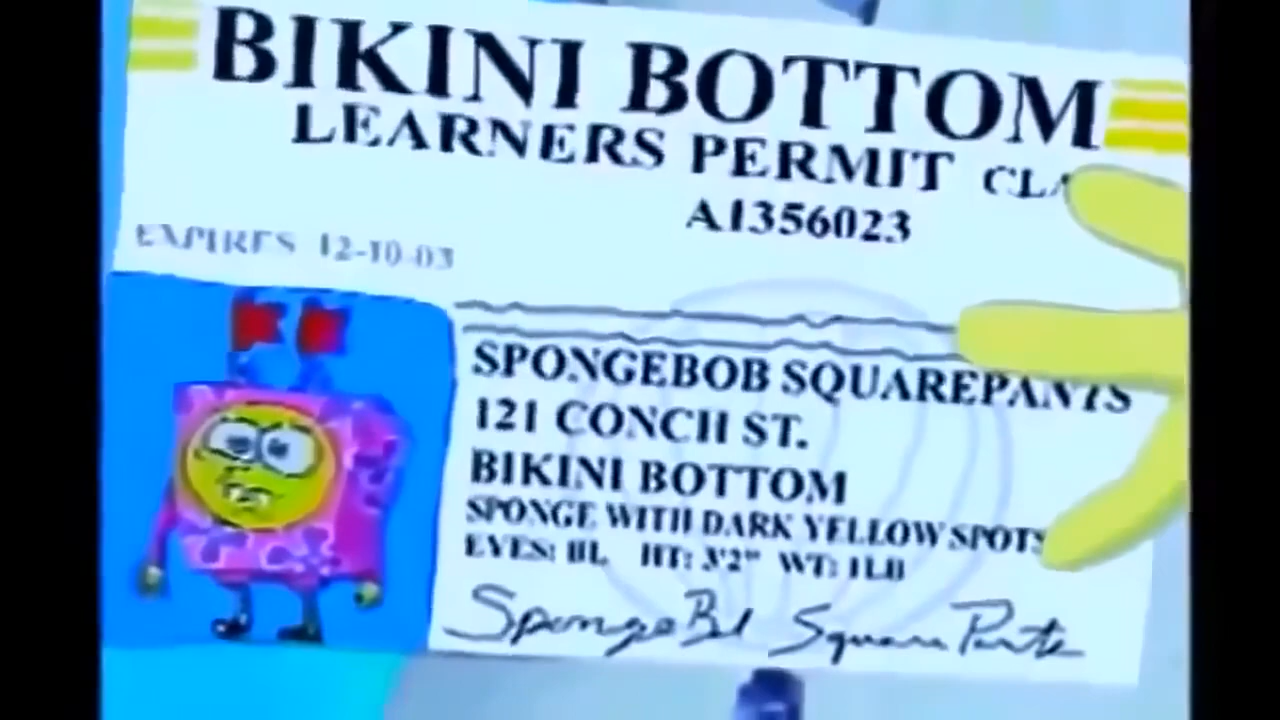 BIKINI BOTTOM
LEARNERS PERMIT
A1356023
EXPIRES 12-10-03
SPONGEBOB SQUAREPANTS
121 CONCH ST.
BIKINI BOTTOM
SPONGE WITH DARK YELLOW SPOTS
EYES: BL HT: 3'2" WT: 1LB
SpongeBob SquarePants